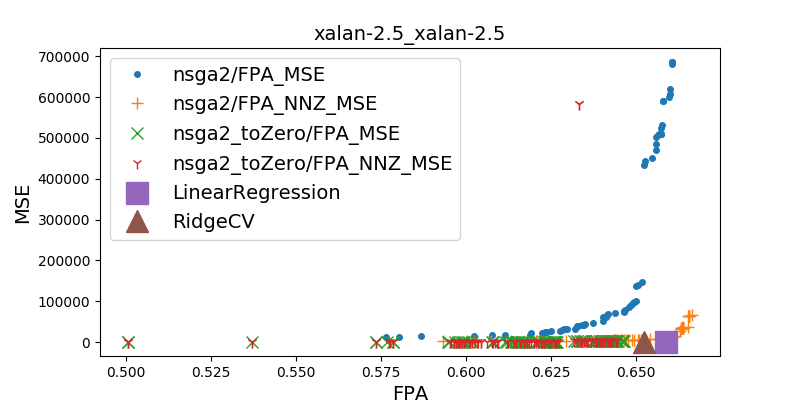 xalan-2.5_xalan-2.5
MSE
700000
600000
500000
400000
300000
200000
100000
0
nsga2/FPA_MSE
nsga2/FPA_NNZ_MSE
nsga2_toZero/FPA_MSE
nsga2_toZero/FPA_NNZ_MSE
LinearRegression
RidgeCV
0.500 0.525 0.550 0.575 0.600 0.625 0.650
FPA